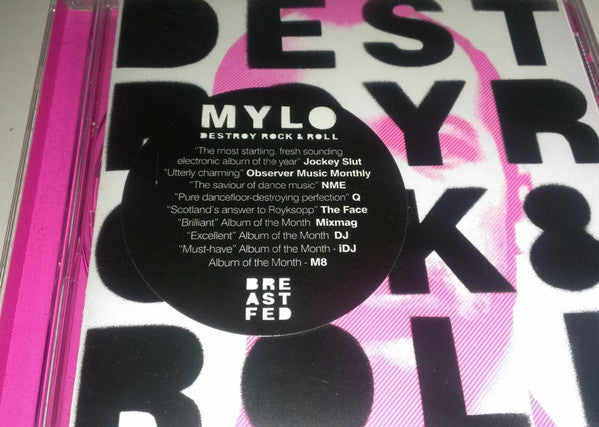 DEST
ROYR
O
CK&
ROLL
MYLO
DESTROY ROCK & ROLL
"The most startling, fresh sounding
electronic album of the year" Jockey Slut
"Utterly charming" Observer Music Monthly
"The saviour of dance music" NME
"Pure dancefloor-destroying perfection" Q
"Scotland's answer to Royksopp" The Face
"Brilliant" Album of the Month Mixmag
"Excellent" Album of the Month DJ
"Must-have" Album of the Month - iDJ
Album of the Month - M8
BRE
AST
FED